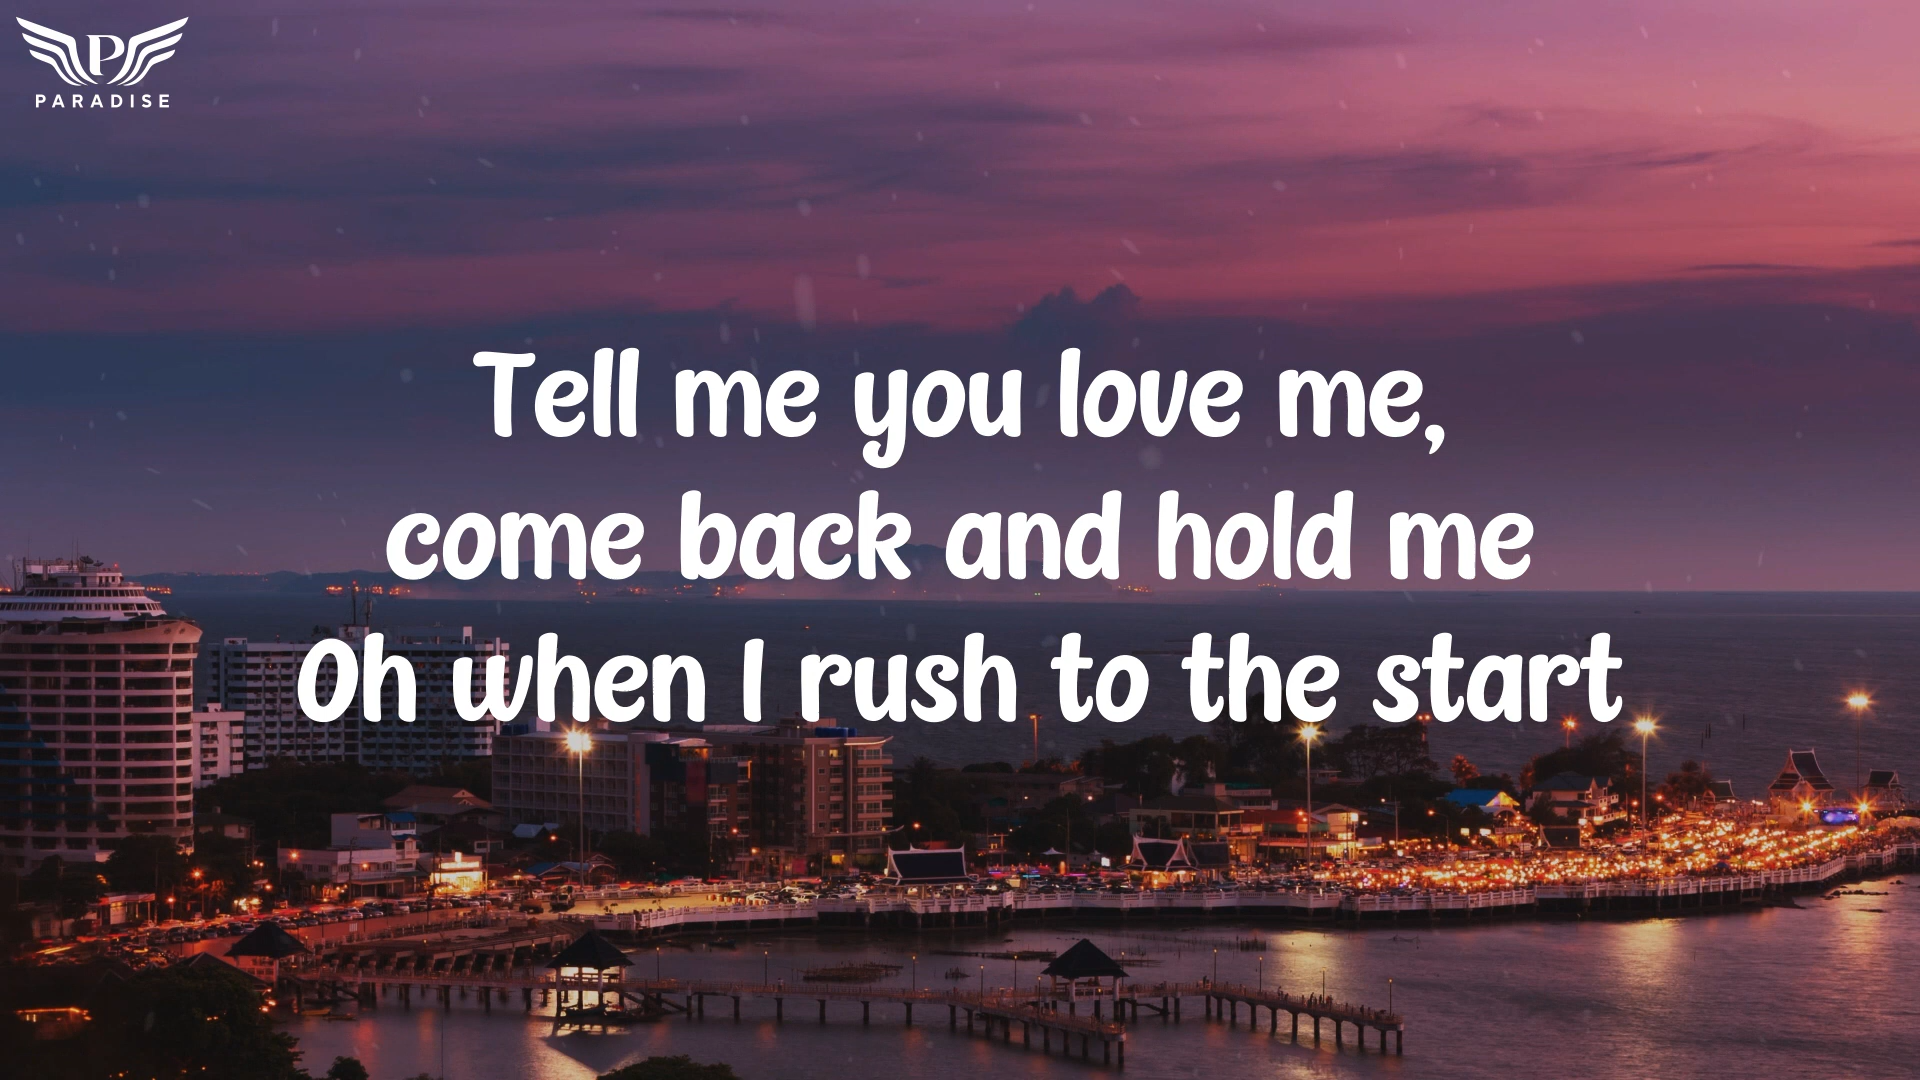 P
PARADISE
Tell me you love me,
come back and hold me
Oh when I rush to the start